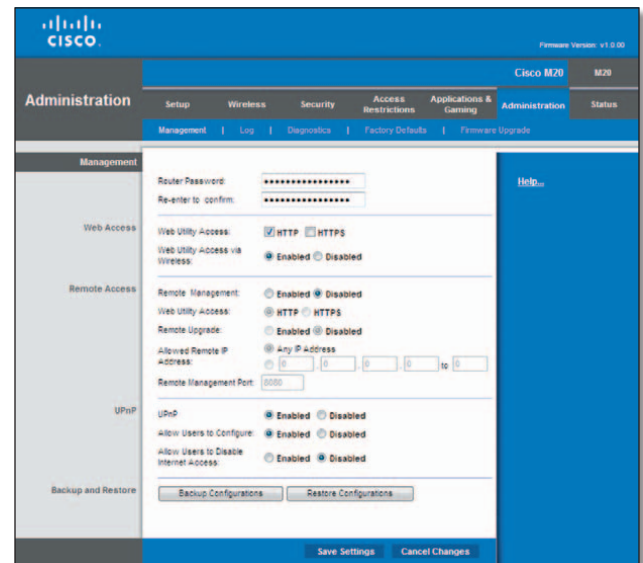 CISCO
Firmware Version: v1.0.00
Cisco M20 M20
Administration
Setup Wireless Security Access Restrictions Applications & Gaming Administration Status
Management | Log | Diagnostics | Factory Defaults | Firmware Upgrade
Management
Router Password: ••••••••••••••••
Re-enter to confirm: ••••••••••••••••
Help...
Web Access
Web Utility Access: HTTP HTTPS
Web Utility Access via Wireless: Enabled Disabled
Remote Access
Remote Management: Enabled Disabled
Web Utility Access: HTTP HTTPS
Remote Upgrade: Enabled Disabled
Allowed Remote IP Address: Any IP Address
0 . 0 . 0 . 0 to 0
Remote Management Port: 8080
UPnP
UPnP Enabled Disabled
Allow Users to Configure: Enabled Disabled
Allow Users to Disable Internet Access: Enabled Disabled
Backup and Restore
Backup Configurations Restore Configurations
Save Settings Cancel Changes